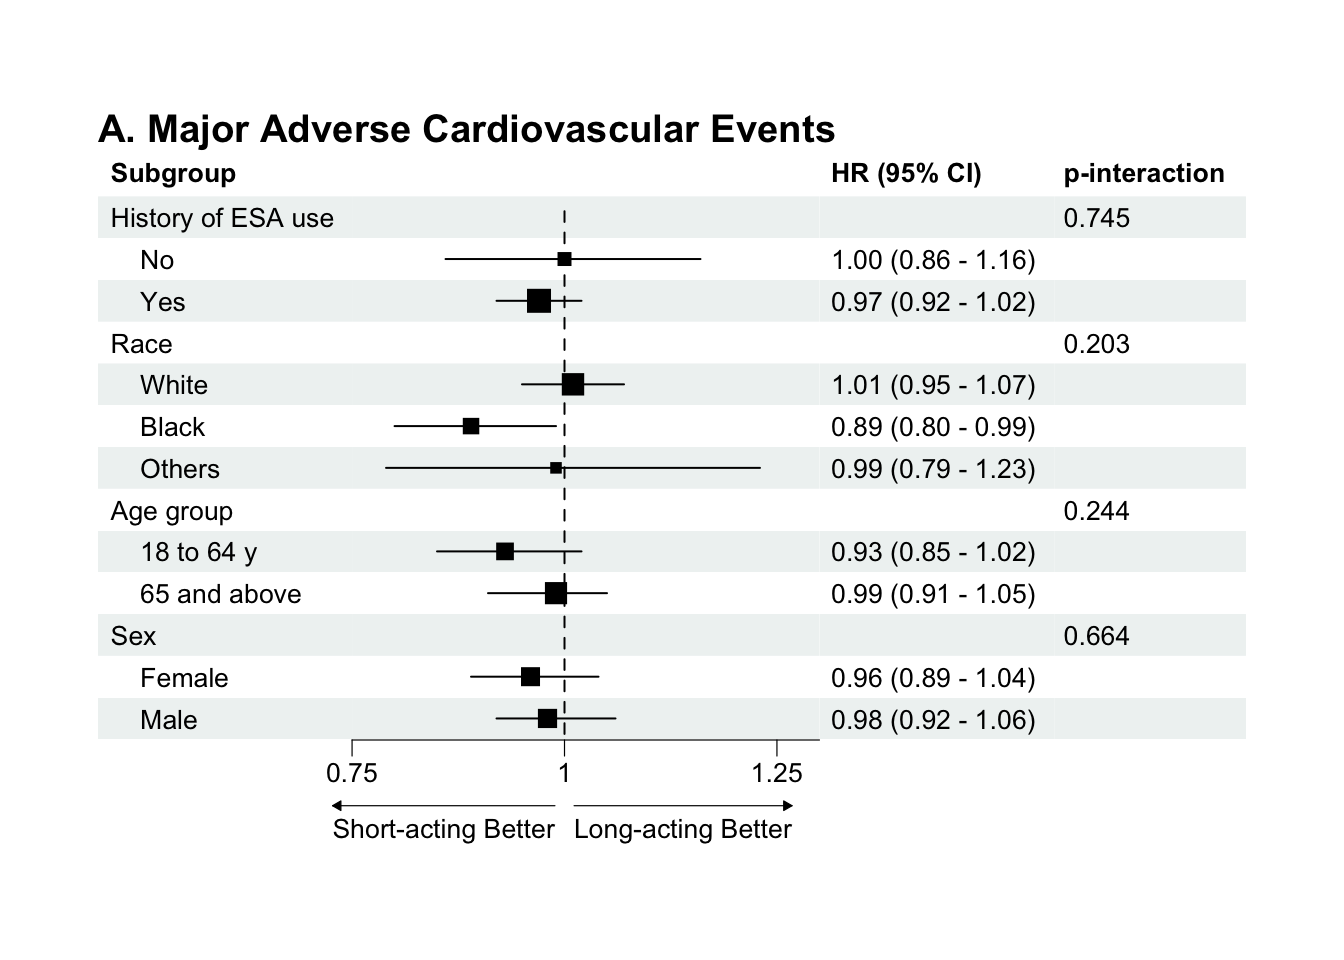 A. Major Adverse Cardiovascular Events
Subgroup HR (95% CI) p-interaction
History of ESA use 0.745
No 1.00 (0.86 - 1.16)
Yes 0.97 (0.92 - 1.02)
Race 0.203
White 1.01 (0.95 - 1.07)
Black 0.89 (0.80 - 0.99)
Others 0.99 (0.79 - 1.23)
Age group 0.244
18 to 64 y 0.93 (0.85 - 1.02)
65 and above 0.99 (0.91 - 1.05)
Sex 0.664
Female 0.96 (0.89 - 1.04)
Male 0.98 (0.92 - 1.06)
0.75 1 1.25
Short-acting Better Long-acting Better